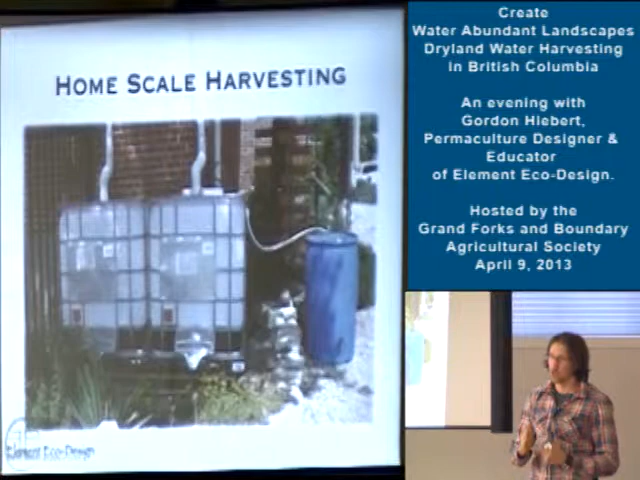 HOME SCALE HARVESTING
Element Eco-Design
Create
Water Abundant Landscapes
Dryland Water Harvesting
in British Columbia
An evening with
Gordon Hiebert,
Permaculture Designer &
Educator
of Element Eco-Design.
Hosted by the
Grand Forks and Boundary
Agricultural Society
April 9, 2013